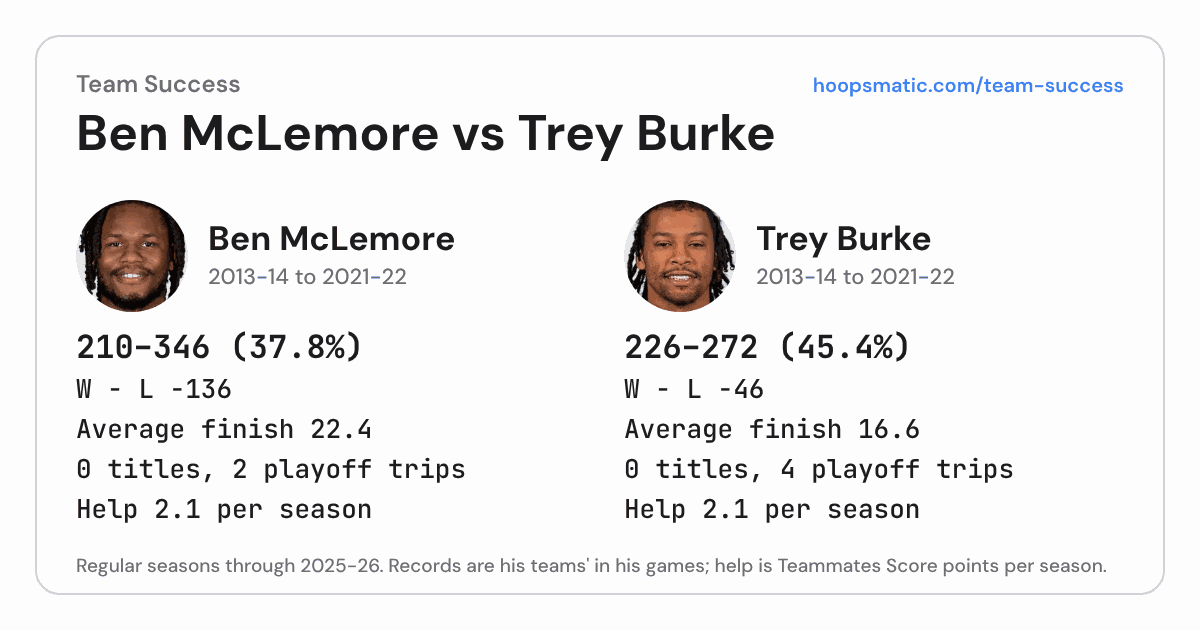 Team Success
hoopsmatic.com/team-success
Ben McLemore vs Trey Burke
Ben McLemore
2013-14 to 2021-22
210-346 (37.8%)
W - L -136
Average finish 22.4
0 titles, 2 playoff trips
Help 2.1 per season
Trey Burke
2013-14 to 2021-22
226-272 (45.4%)
W - L -46
Average finish 16.6
0 titles, 4 playoff trips
Help 2.1 per season
Regular seasons through 2025-26. Records are his teams' in his games; help is Teammates Score points per season.